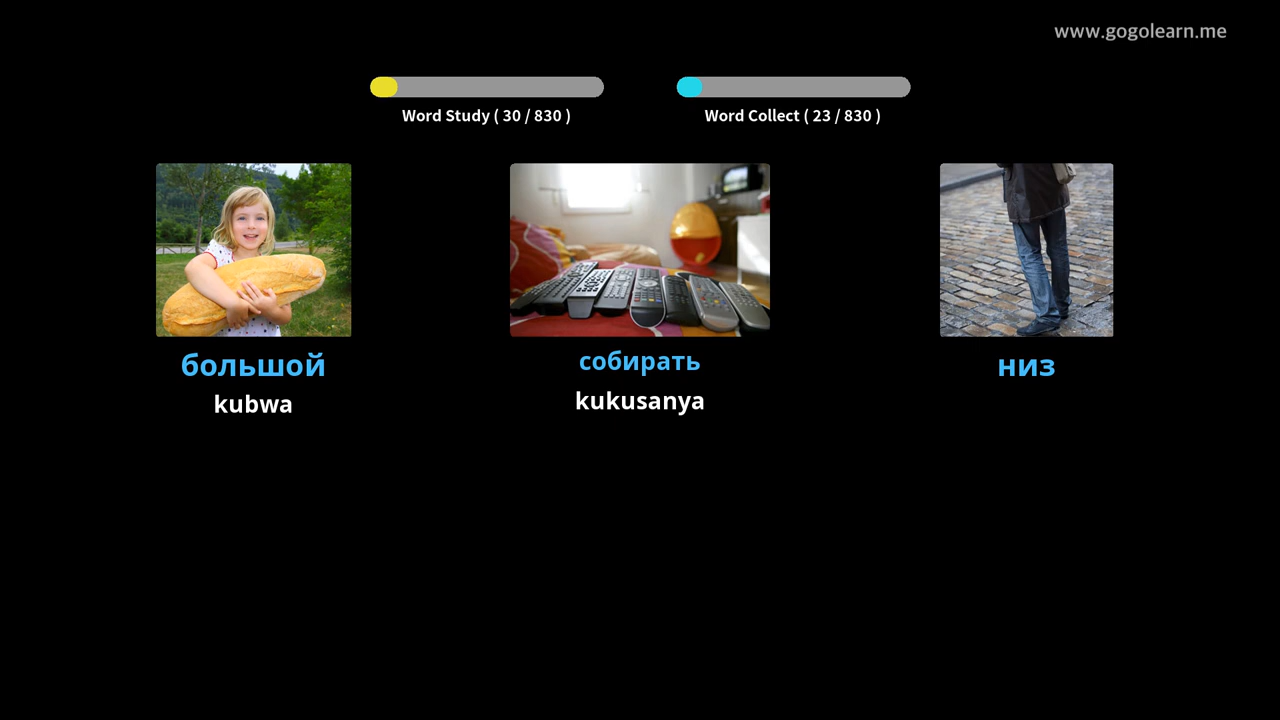 www.gogolearn.me
Word Study ( 30 / 830 )
Word Collect ( 23 / 830 )
большой
kubwa
собирать
kukusanya
низ